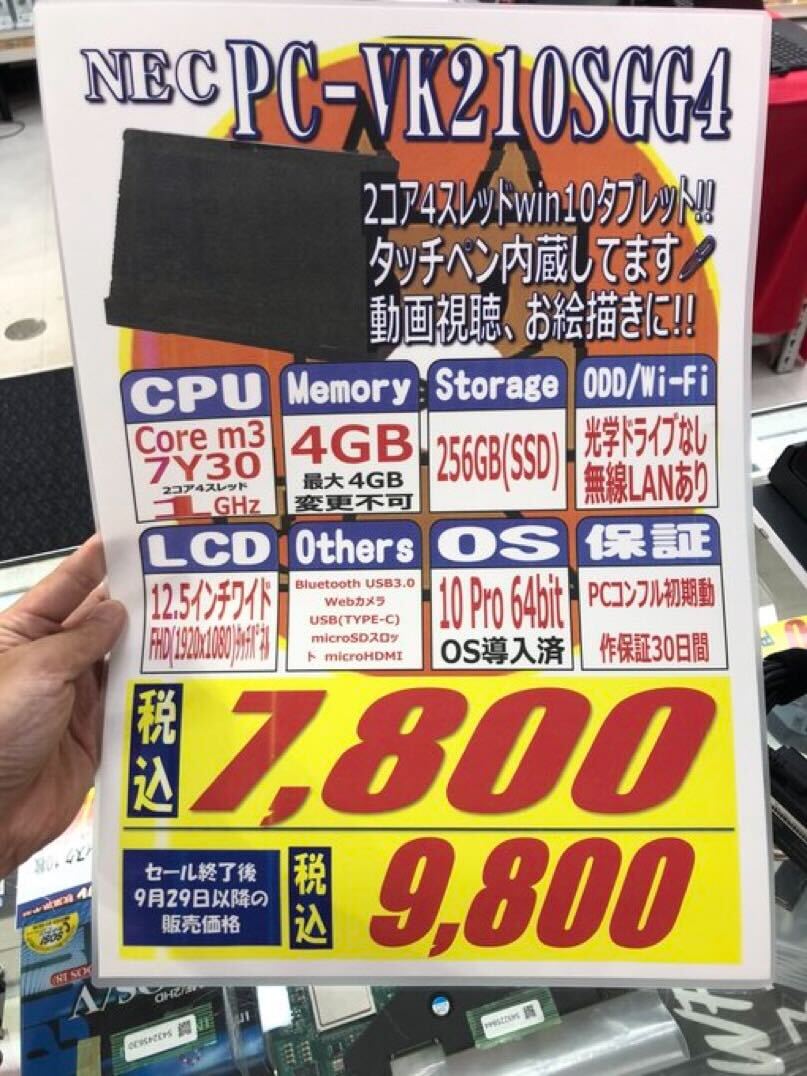 NEC PC-VK210SGG4
2コア4スレッドwin10タブレット!!
タッチペン内蔵してます
動画視聴、お絵描きに!!
CPU
Core m3
7Y30
2コア4スレッド
1GHz
Memory
4GB
最大4GB
変更不可
Storage
256GB(SSD)
ODD/Wi-Fi
光学ドライブなし
無線LANあり
LCD
12.5インチワイド
FHD(1920x1080)タッチパネル
Others
Bluetooth USB3.0
Webカメラ
USB(TYPE-C)
microSDスロッ
ト microHDMI
OS
10 Pro 64bit
OS導入済
保証
PCコンフル初期動
作保証30日間
税込
7,800
セール終了後
9月29日以降の
販売価格
税込
9,800